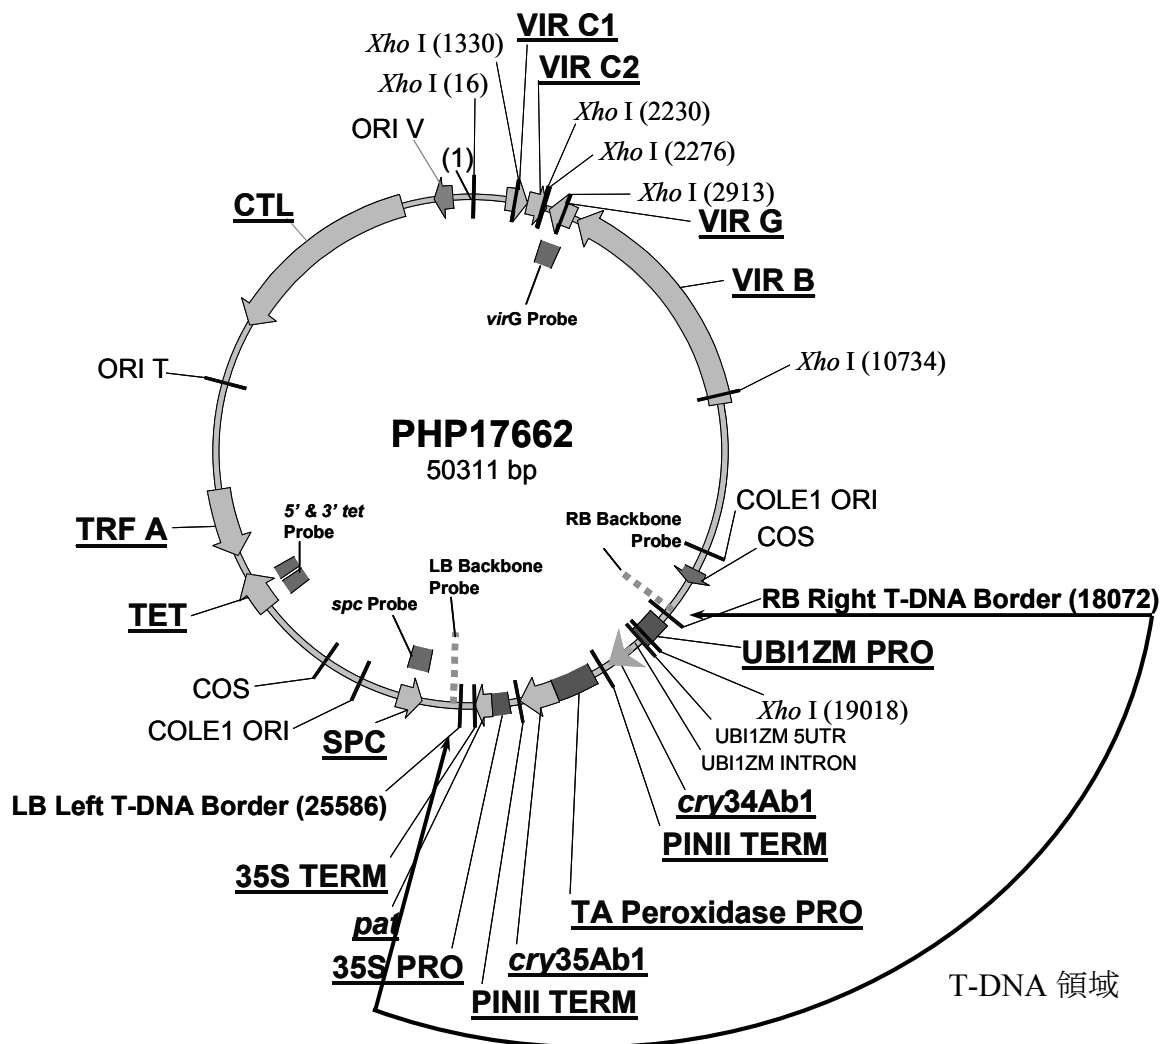 VIR C1
Xho I (1330)
VIR C2
Xho I (16)
Xho I (2230)
ORI V
(1)
Xho I (2276)
Xho I (2913)
CTL
VIR G
VIR B
virG Probe
Xho I (10734)
ORI T
PHP17662
50311 bp
COLE1 ORI
5' & 3' tet
Probe
RB Backbone
Probe
TRF A
COS
LB Backbone
Probe
RB Right T-DNA Border (18072)
spc Probe
TET
UBI1ZM PRO
COS
Xho I (19018)
COLE1 ORI
SPC
UBI1ZM 5UTR
UBI1ZM INTRON
LB Left T-DNA Border (25586)
cry34Ab1
PINII TERM
35S TERM
TA Peroxidase PRO
pat
35S PRO
cry35Ab1
PINII TERM
T-DNA 領域